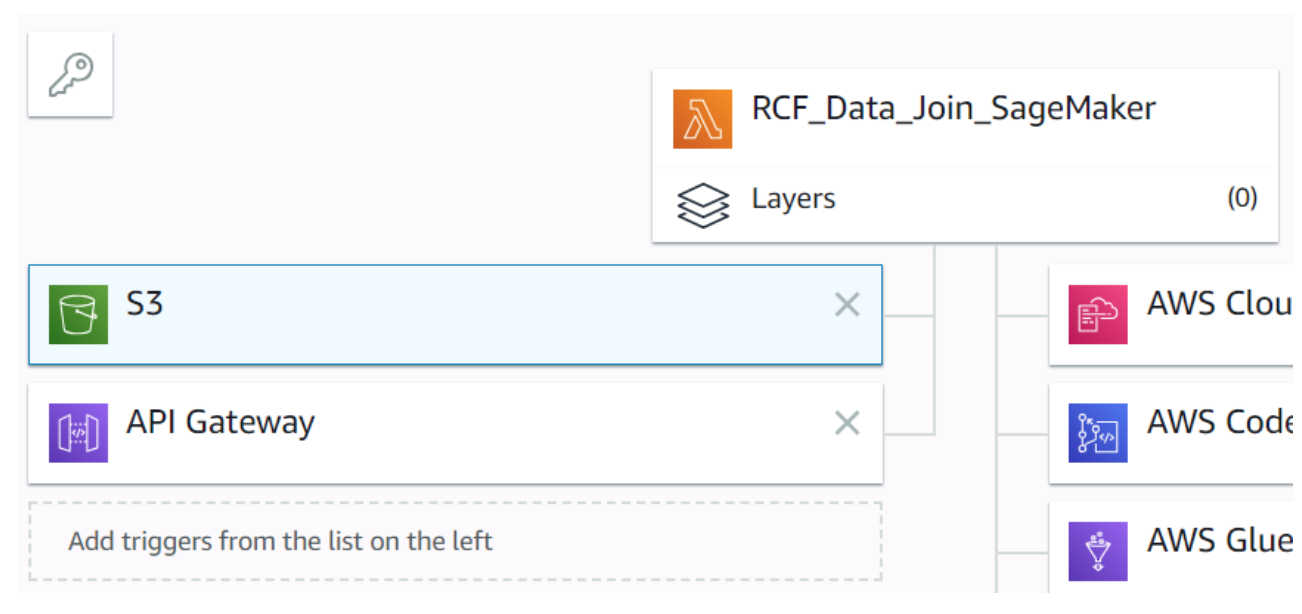 RCF_Data_Join_SageMaker
Layers (0)
S3
AWS Clou
API Gateway
AWS Code
Add triggers from the list on the left
AWS Glue